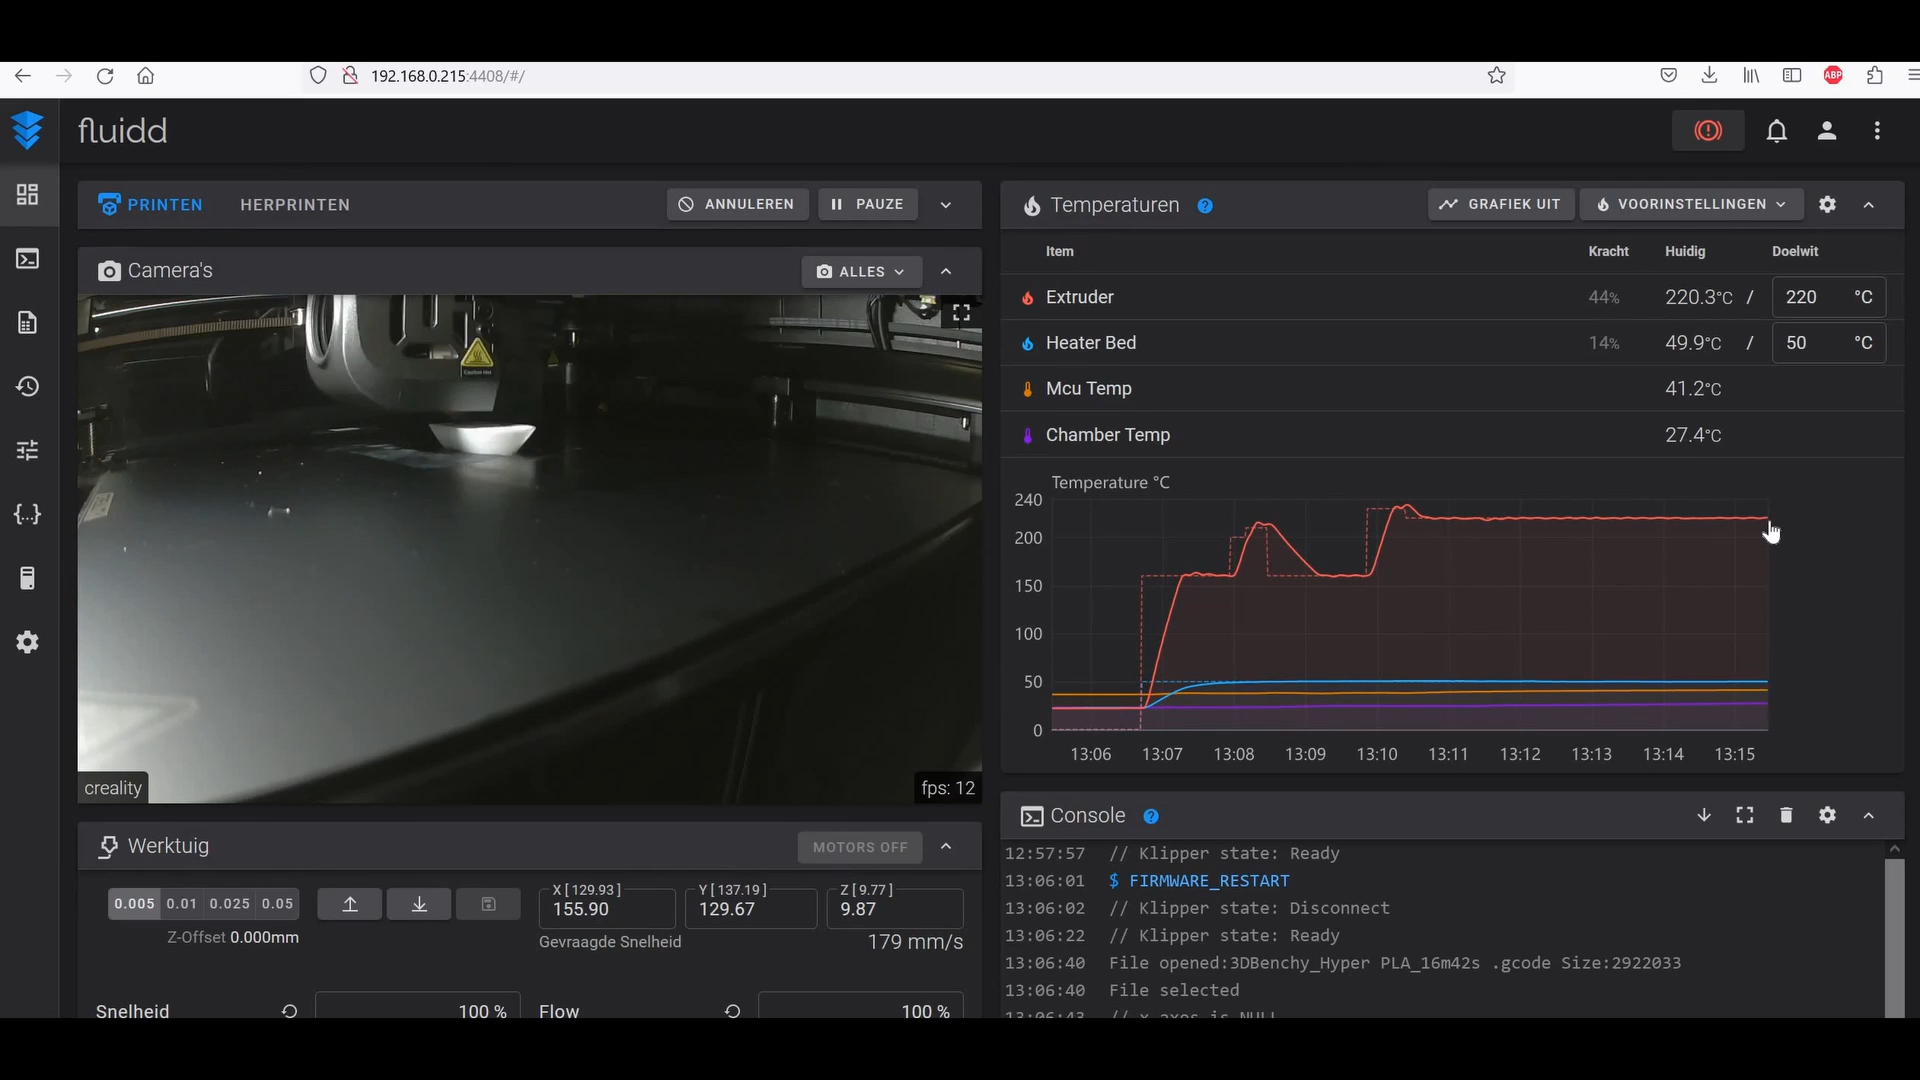 192.168.0.215:4408/#/
ABP
fluidd
PRINTEN
HERPRINTEN
ANNULEREN
PAUZE
Camera's
ALLES
creality
fps: 12
Werktuig
MOTORS OFF
0.005 0.01 0.025 0.05
Z-Offset 0.000mm
X [ 129.93 ]
155.90
Y [ 137.19 ]
129.67
Z [ 9.77 ]
9.87
Gevraagde Snelheid
179 mm/s
Snelheid
100 %
Flow
100 %
Temperaturen
GRAFIEK UIT
VOORINSTELLINGEN
Item Kracht Huidig Doelwit
Extruder 44% 220.3°C / 220 °C
Heater Bed 14% 49.9°C / 50 °C
Mcu Temp 41.2°C
Chamber Temp 27.4°C
Temperature °C
240
200
150
100
50
0
13:06 13:07 13:08 13:09 13:10 13:11 13:12 13:13 13:14 13:15
Console
12:57:57 // Klipper state: Ready
13:06:01 $ FIRMWARE_RESTART
13:06:02 // Klipper state: Disconnect
13:06:22 // Klipper state: Ready
13:06:40 File opened:3DBenchy_Hyper PLA_16m42s .gcode Size:2922033
13:06:40 File selected
13:06:43 // x_axes is NULL